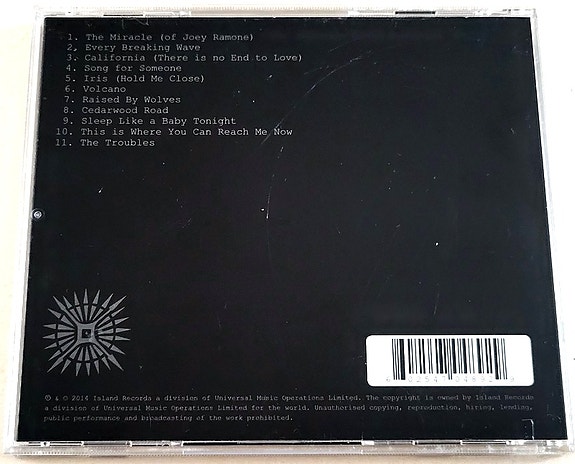 1. The Miracle (of Joey Ramone)
2. Every Breaking Wave
3. California (There is no End to Love)
4. Song for Someone
5. Iris (Hold Me Close)
6. Volcano
7. Raised By Wolves
8. Cedarwood Road
9. Sleep Like a Baby Tonight
10. This is Where You Can Reach Me Now
11. The Troubles
℗ & © 2014 Island Records a division of Universal Music Operations Limited. The copyright is owned by Island Records
a division of Universal Music Operations Limited for the world. Unauthorised copying, reproduction, hiring, lending,
public performance and broadcasting of the work prohibited.